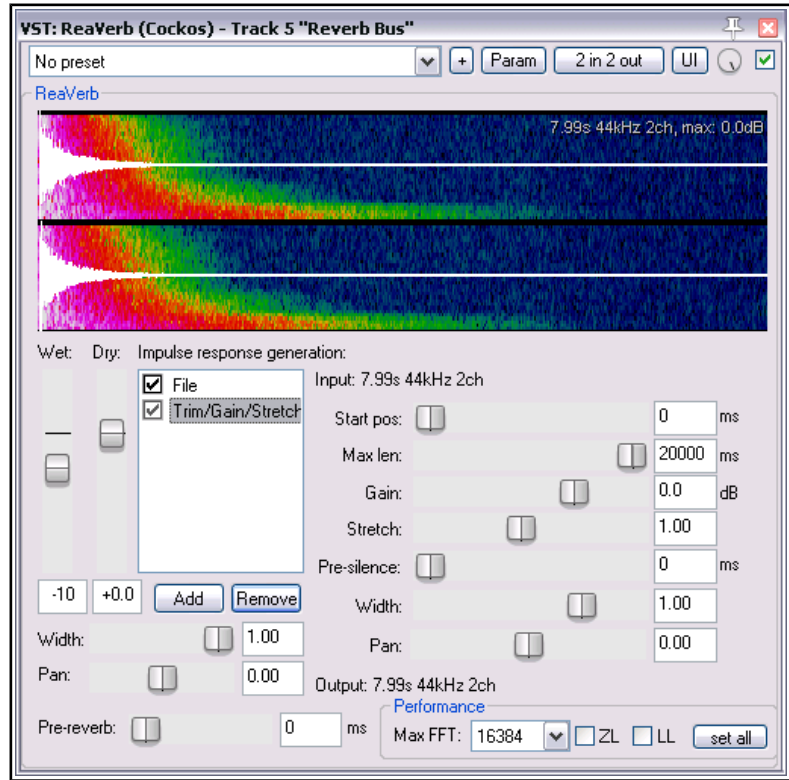 VST: ReaVerb (Cockos) - Track 5 "Reverb Bus"
No preset + Param 2 in 2 out UI
ReaVerb
7.99s 44kHz 2ch, max: 0.0dB
Wet: Dry: Impulse response generation:
File
Trim/Gain/Stretch
Input: 7.99s 44kHz 2ch
Start pos: 0 ms
Max len: 20000 ms
Gain: 0.0 dB
Stretch: 1.00
Pre-silence: 0 ms
Width: 1.00
Pan: 0.00
Output: 7.99s 44kHz 2ch
-10 +0.0 Add Remove
Width: 1.00
Pan: 0.00
Pre-reverb: 0 ms
Performance
Max FFT: 16384 ZL LL set all